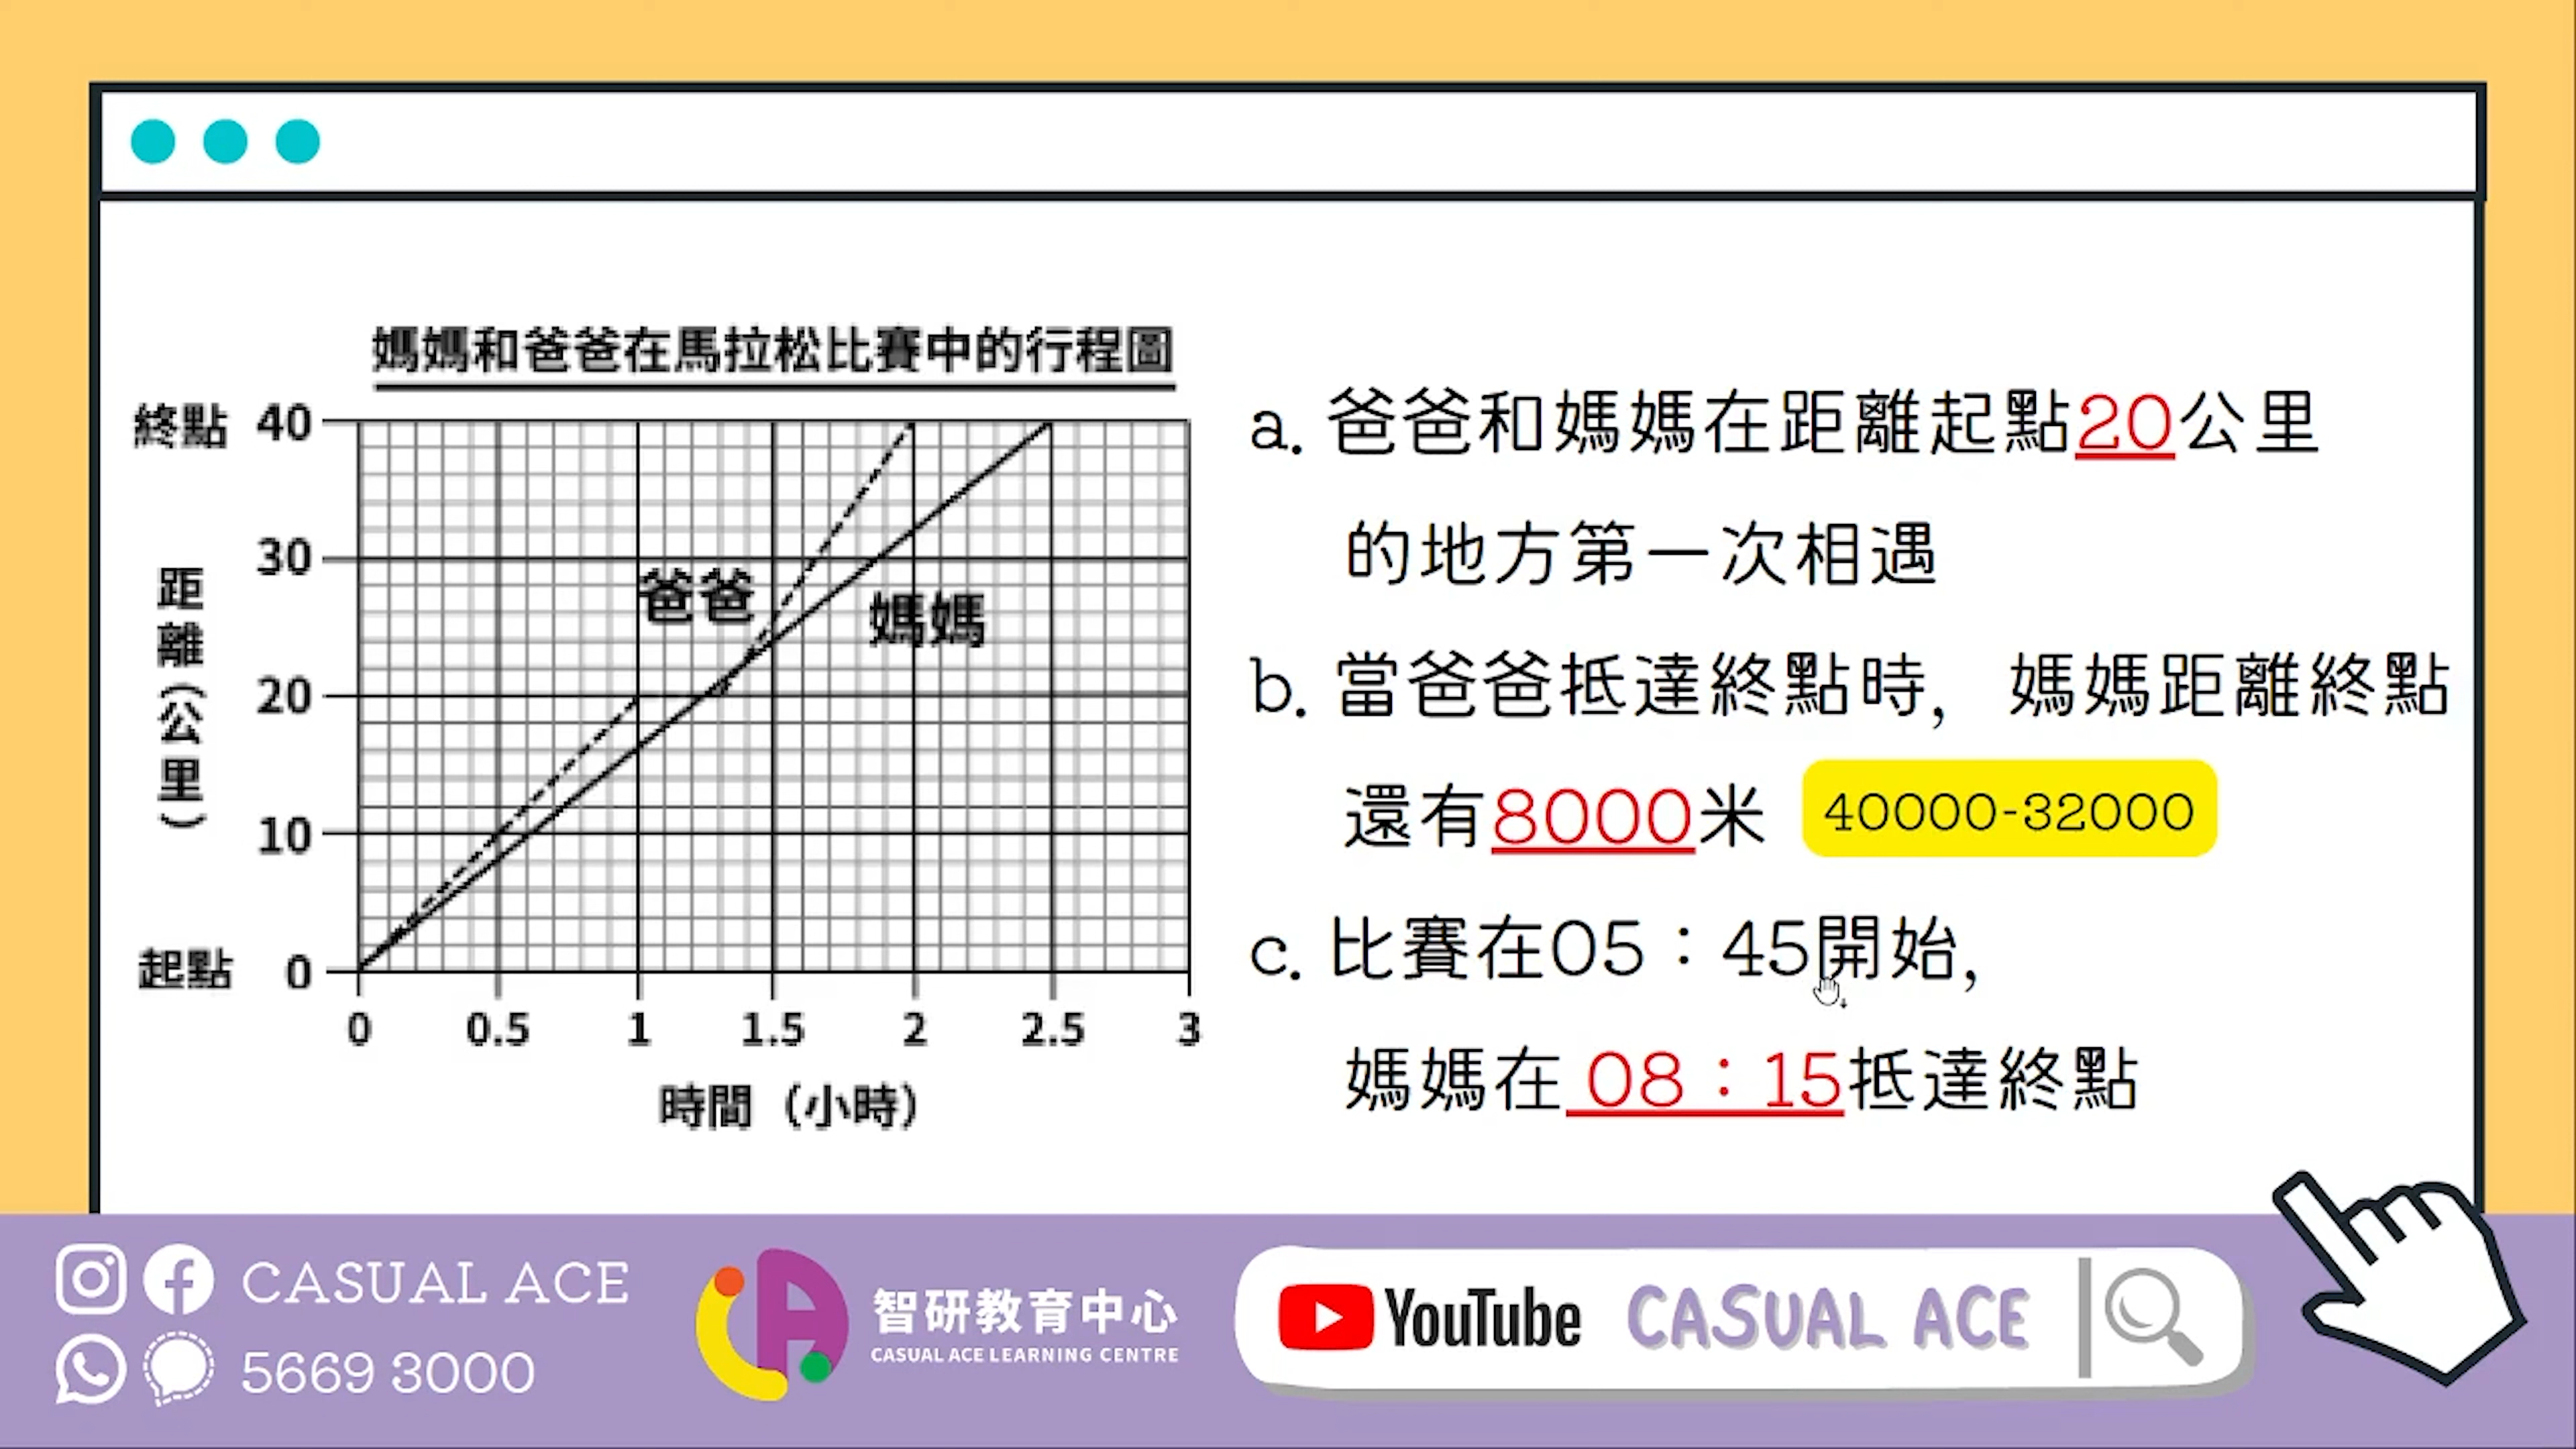 媽媽和爸爸在馬拉松比賽中的行程圖
終點 40
30
20
10
起點 0
距離(公里)
爸爸
媽媽
0 0.5 1 1.5 2 2.5 3
時間(小時)
a. 爸爸和媽媽在距離起點20公里
的地方第一次相遇
b. 當爸爸抵達終點時, 媽媽距離終點
還有8000米 40000-32000
c. 比賽在05:45開始,
媽媽在 08:15抵達終點
CASUAL ACE
5669 3000
智研教育中心
CASUAL ACE LEARNING CENTRE
YouTube CASUAL ACE